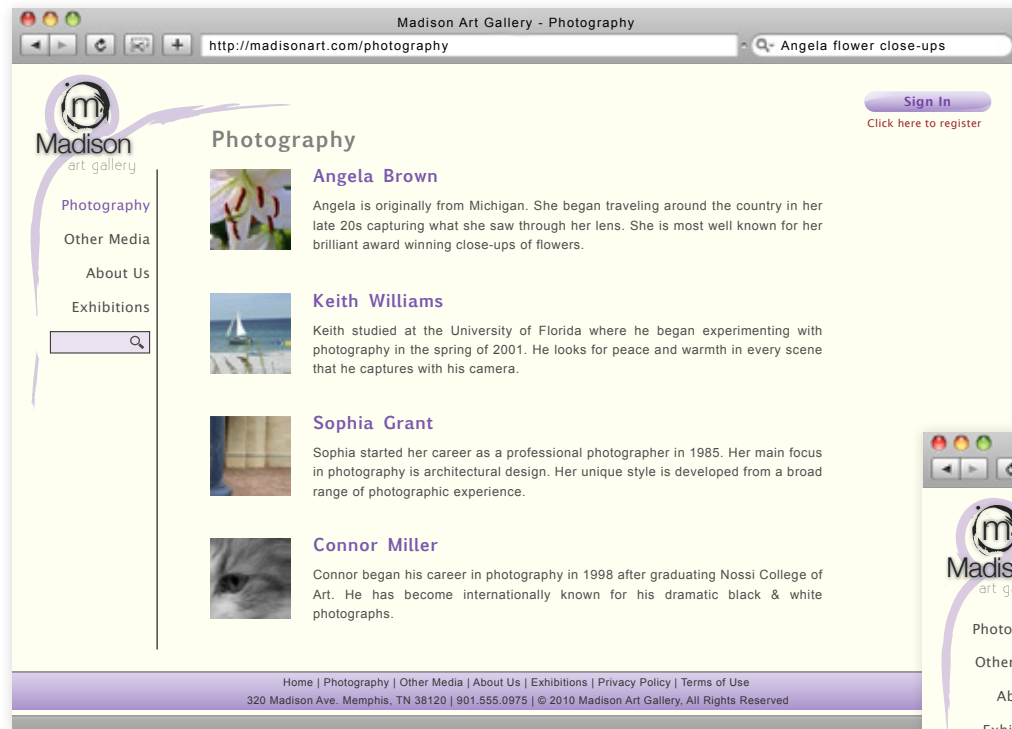 Madison Art Gallery - Photography
http://madisonart.com/photography
Angela flower close-ups
m
Madison
art gallery
Sign In
Click here to register
Photography
Other Media
About Us
Exhibitions
Photography
Angela Brown
Angela is originally from Michigan. She began traveling around the country in her
late 20s capturing what she saw through her lens. She is most well known for her
brilliant award winning close-ups of flowers.
Keith Williams
Keith studied at the University of Florida where he began experimenting with
photography in the spring of 2001. He looks for peace and warmth in every scene
that he captures with his camera.
Sophia Grant
Sophia started her career as a professional photographer in 1985. Her main focus
in photography is architectural design. Her unique style is developed from a broad
range of photographic experience.
Connor Miller
Connor began his career in photography in 1998 after graduating Nossi College of
Art. He has become internationally known for his dramatic black & white
photographs.
Home | Photography | Other Media | About Us | Exhibitions | Privacy Policy | Terms of Use
320 Madison Ave. Memphis, TN 38120 | 901.555.0975 | © 2010 Madison Art Gallery, All Rights Reserved
m
Madis
art g
Photo
Other
Ab